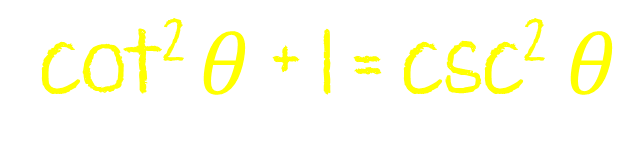 cot² θ + 1 = csc² θ